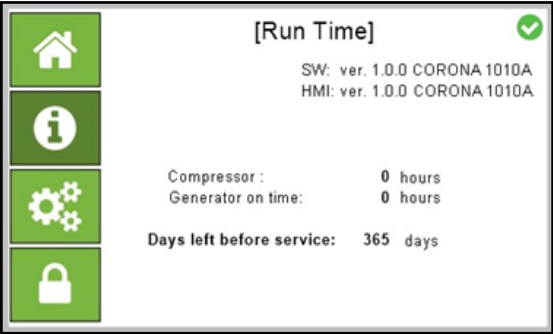 [Run Time]
SW: ver. 1.0.0 CORONA 1010A
HMI: ver. 1.0.0 CORONA 1010A
Compressor : 0 hours
Generator on time: 0 hours
Days left before service: 365 days